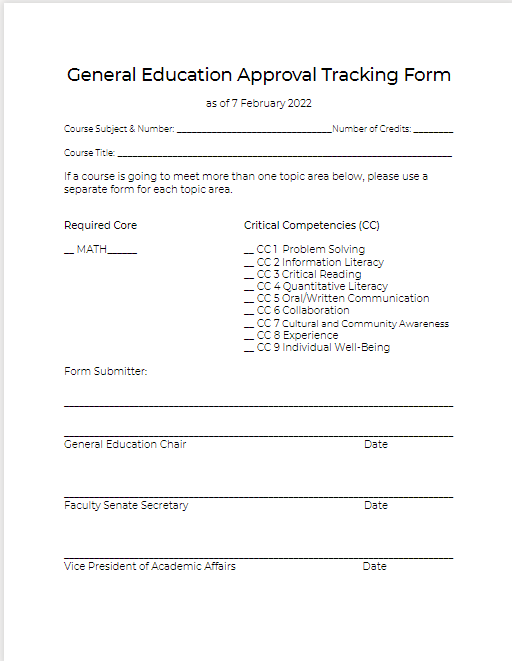 General Education Approval Tracking Form
as of 7 February 2022
Course Subject & Number: ______________________________ Number of Credits: ________
Course Title: _________________________________________________________________
If a course is going to meet more than one topic area below, please use a
separate form for each topic area.
Required Core Critical Competencies (CC)
__ MATH______ __ CC 1 Problem Solving
__ CC 2 Information Literacy
__ CC 3 Critical Reading
__ CC 4 Quantitative Literacy
__ CC 5 Oral/Written Communication
__ CC 6 Collaboration
__ CC 7 Cultural and Community Awareness
__ CC 8 Experience
__ CC 9 Individual Well-Being
Form Submitter:
General Education Chair Date
Faculty Senate Secretary Date
Vice President of Academic Affairs Date